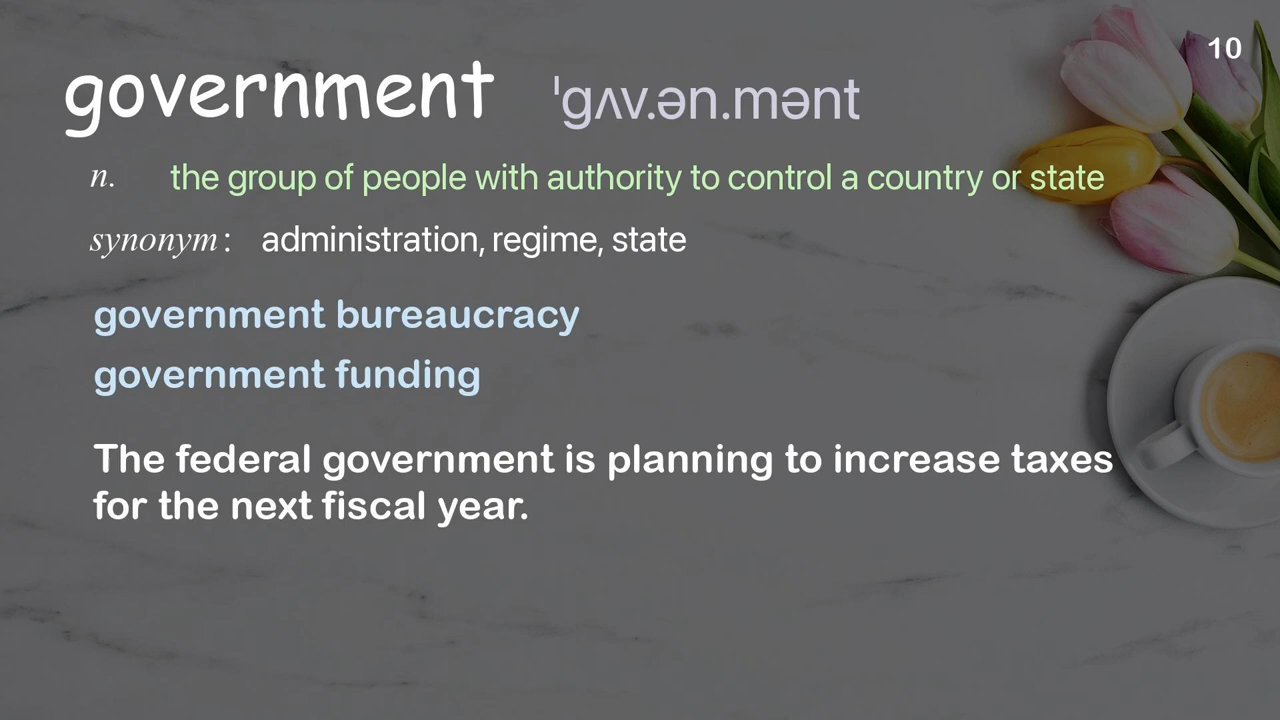 10
government ˈɡʌv.ən.mənt
n. the group of people with authority to control a country or state
synonym: administration, regime, state
government bureaucracy
government funding
The federal government is planning to increase taxes
for the next fiscal year.